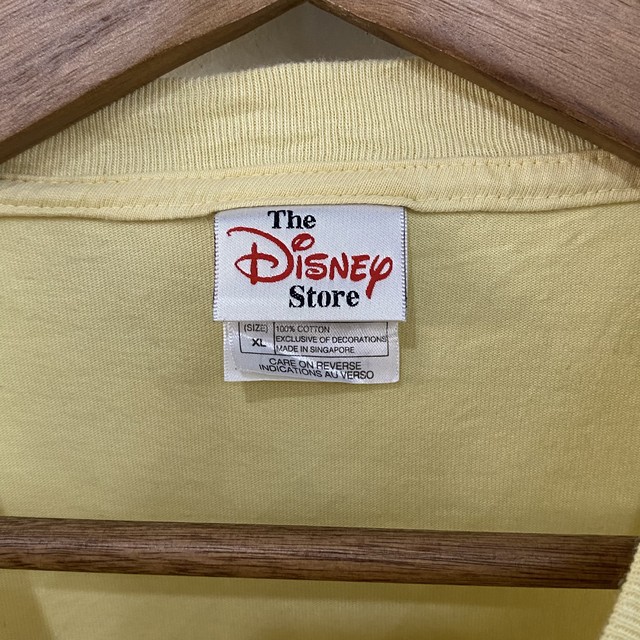 The
Disney
Store
(SIZE)
XL
100% COTTON
EXCLUSIVE OF DECORATIONS
MADE IN SINGAPORE
CARE ON REVERSE
INDICATIONS AU VERSO